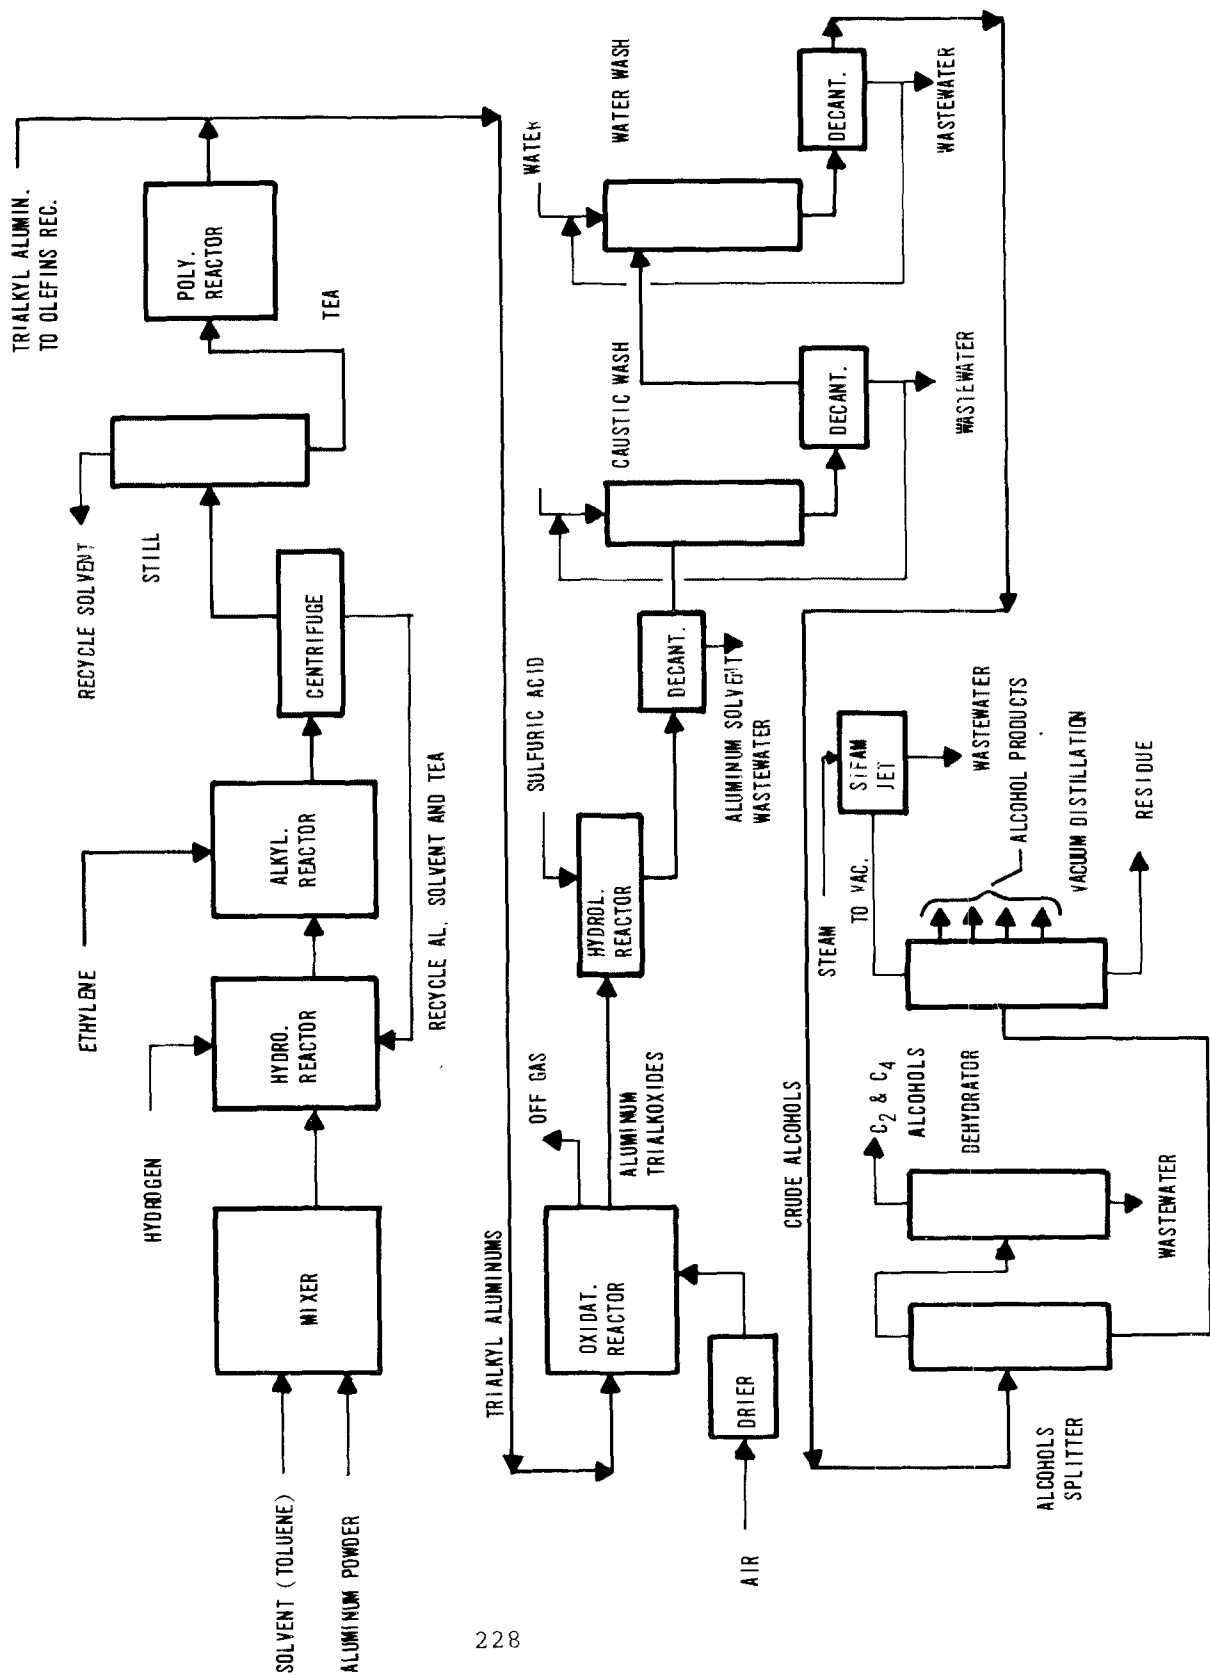 TRIALKYL ALUMIN.
TO OLEFINS REC.
RECYCLE SOLVENT
STILL
POLY.
REACTOR
TEA
ETHYLENE
HYDROGEN
MIXER
HYDRO.
REACTOR
ALKYL.
REACTOR
CENTRIFUGE
SOLVENT (TOLUENE)
ALUMINUM POWDER
RECYCLE AL, SOLVENT AND TEA
TRIALKYL ALUMINUMS
OFF GAS
SULFURIC ACID
WATER
OXIDAT.
REACTOR
ALUMINUM
TRIALKOXIDES
HYDROL.
REACTOR
CAUSTIC WASH
WATER WASH
DECANT.
ALUMINUM SOLVENT
WASTEWATER
DRIER
AIR
DECANT.
DECANT.
WASTEWATER
WASTEWATER
CRUDE ALCOHOLS
STEAM
TO VAC.
STEAM
JET
C2 & C4
ALCOHOLS
DEHYDRATOR
WASTEWATER
ALCOHOL PRODUCTS
VACUUM DISTILLATION
ALCOHOLS
SPLITTER
WASTEWATER
RESIDUE
228